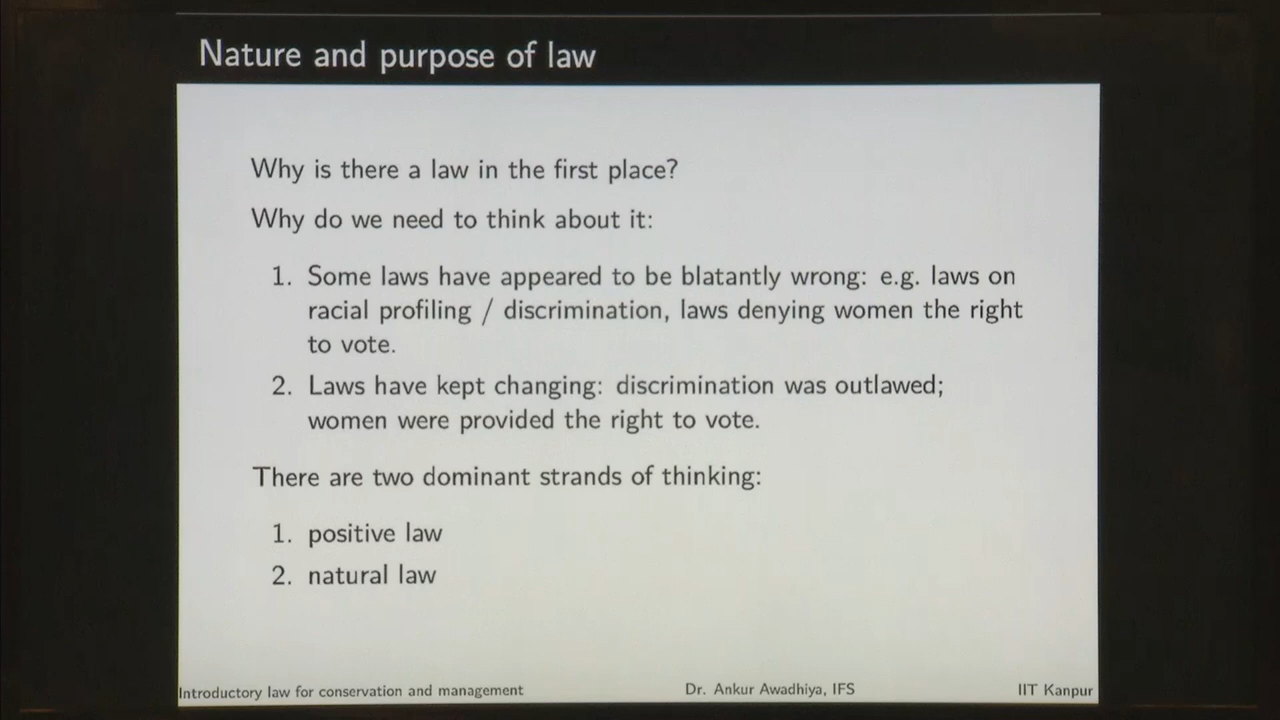 Nature and purpose of law
Why is there a law in the first place?
Why do we need to think about it:
1. Some laws have appeared to be blatantly wrong: e.g. laws on
racial profiling / discrimination, laws denying women the right
to vote.
2. Laws have kept changing: discrimination was outlawed;
women were provided the right to vote.
There are two dominant strands of thinking:
1. positive law
2. natural law
Introductory law for conservation and management Dr. Ankur Awadhiya, IFS IIT Kanpur